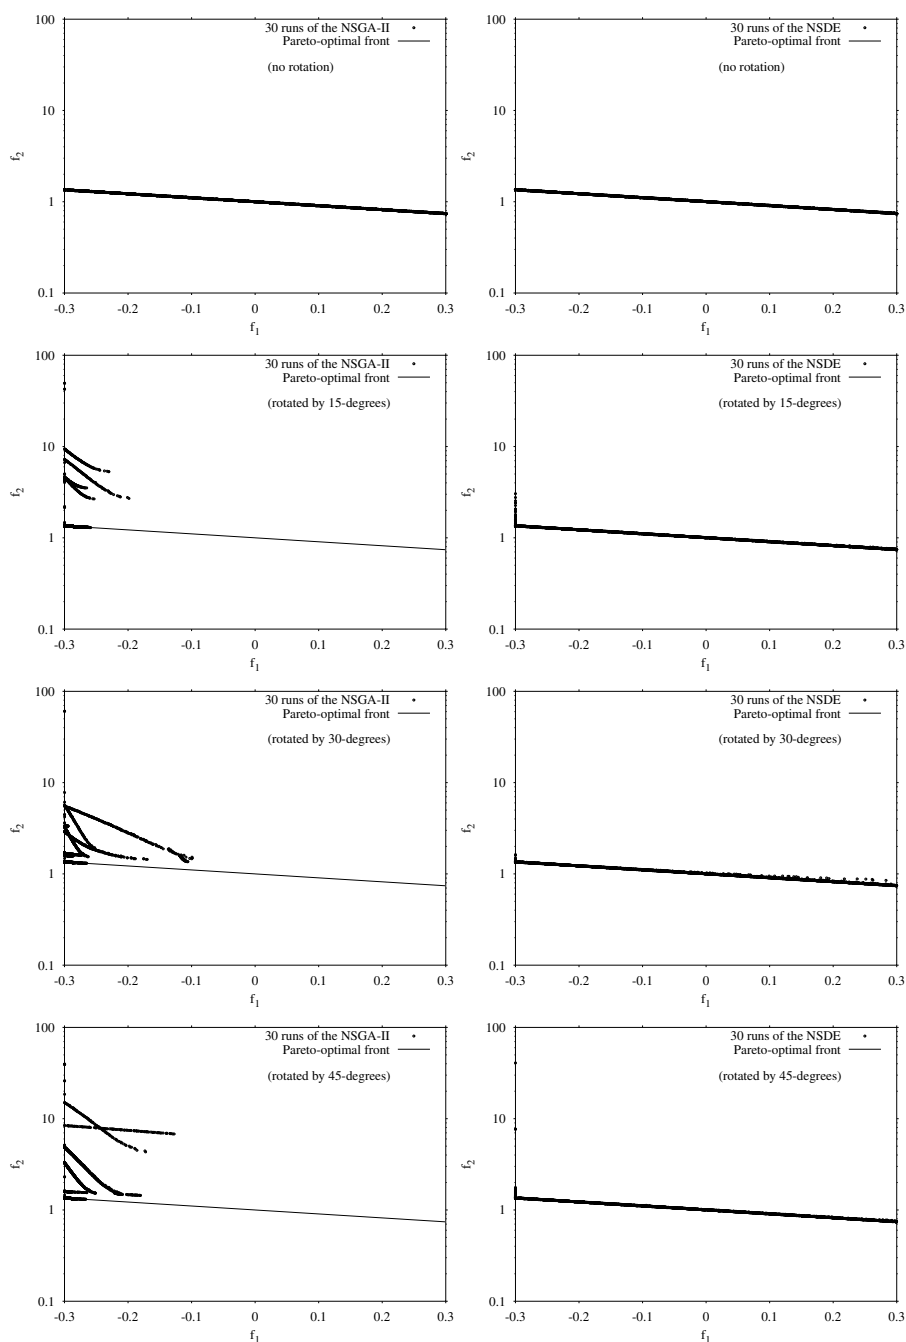 100
30 runs of the NSGA-II
Pareto-optimal front
(no rotation)
10
f2
1
0.1
-0.3 -0.2 -0.1 0 0.1 0.2 0.3
f1
100
30 runs of the NSDE
Pareto-optimal front
(no rotation)
10
f2
1
0.1
-0.3 -0.2 -0.1 0 0.1 0.2 0.3
f1
100
30 runs of the NSGA-II
Pareto-optimal front
(rotated by 15-degrees)
10
f2
1
0.1
-0.3 -0.2 -0.1 0 0.1 0.2 0.3
f1
100
30 runs of the NSDE
Pareto-optimal front
(rotated by 15-degrees)
10
f2
1
0.1
-0.3 -0.2 -0.1 0 0.1 0.2 0.3
f1
100
30 runs of the NSGA-II
Pareto-optimal front
(rotated by 30-degrees)
10
f2
1
0.1
-0.3 -0.2 -0.1 0 0.1 0.2 0.3
f1
100
30 runs of the NSDE
Pareto-optimal front
(rotated by 30-degrees)
10
f2
1
0.1
-0.3 -0.2 -0.1 0 0.1 0.2 0.3
f1
100
30 runs of the NSGA-II
Pareto-optimal front
(rotated by 45-degrees)
10
f2
1
0.1
-0.3 -0.2 -0.1 0 0.1 0.2 0.3
f1
100
30 runs of the NSDE
Pareto-optimal front
(rotated by 45-degrees)
10
f2
1
0.1
-0.3 -0.2 -0.1 0 0.1 0.2 0.3
f1